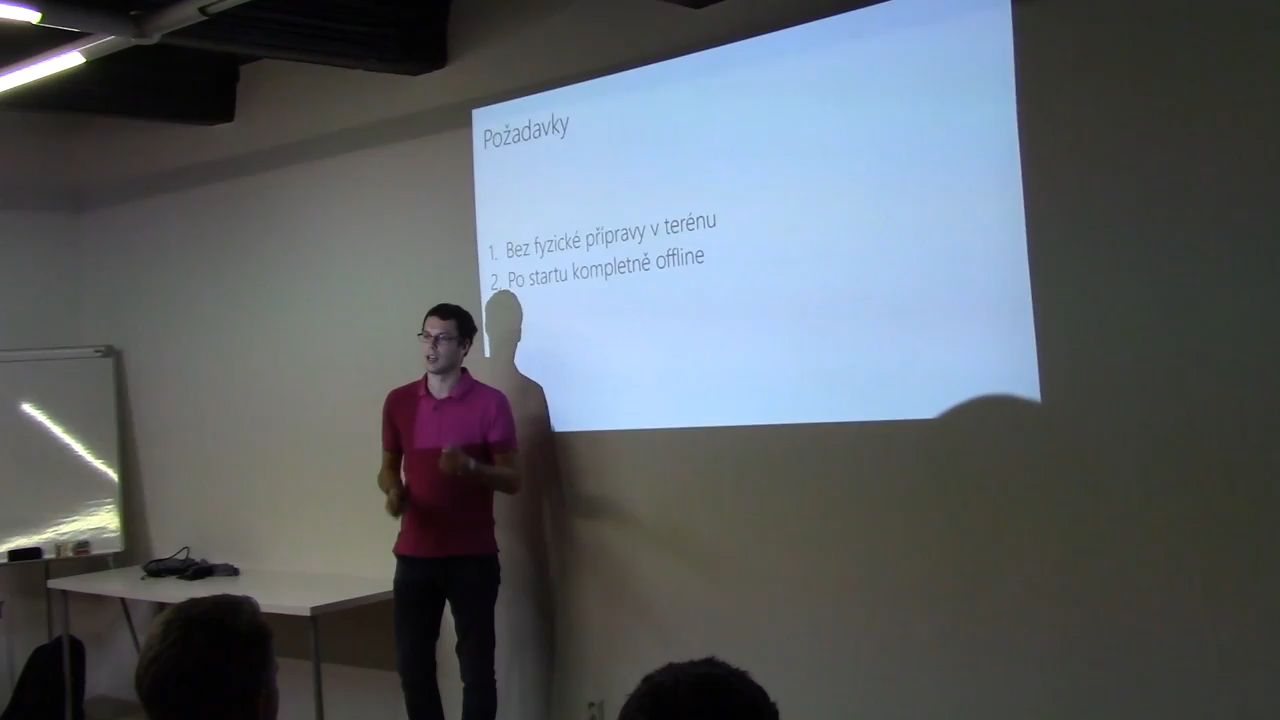 Požadavky
1. Bez fyzické přípravy v terénu
2. Po startu kompletně offline